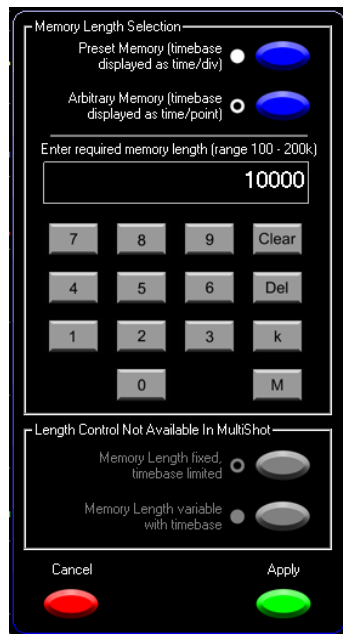 Memory Length Selection
Preset Memory (timebase
displayed as time/div)
Arbitrary Memory (timebase
displayed as time/point)
Enter required memory length (range 100 - 200k)
10000
7 8 9 Clear
4 5 6 Del
1 2 3 k
0 M
Length Control Not Available In MultiShot
Memory Length fixed,
timebase limited
Memory Length variable
with timebase
Cancel Apply